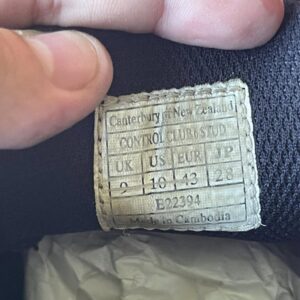 Canterbury of New Zealand
CONTROL CLUB 8 STUD
UK US EUR JP
9 10 43 28
E22394
Made in Cambodia